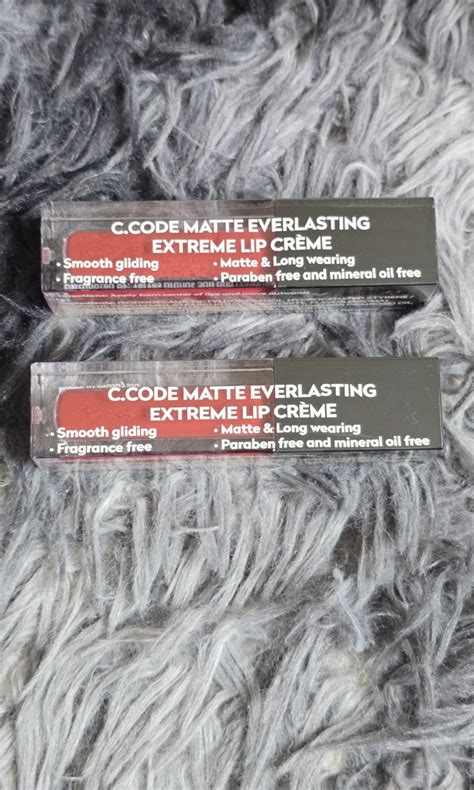 C.CODE MATTE EVERLASTING
EXTREME LIP CRÈME
• Smooth gliding • Matte & Long wearing
• Fragrance free • Paraben free and mineral oil free
C.CODE MATTE EVERLASTING
EXTREME LIP CRÈME
• Smooth gliding • Matte & Long wearing
• Fragrance free • Paraben free and mineral oil free